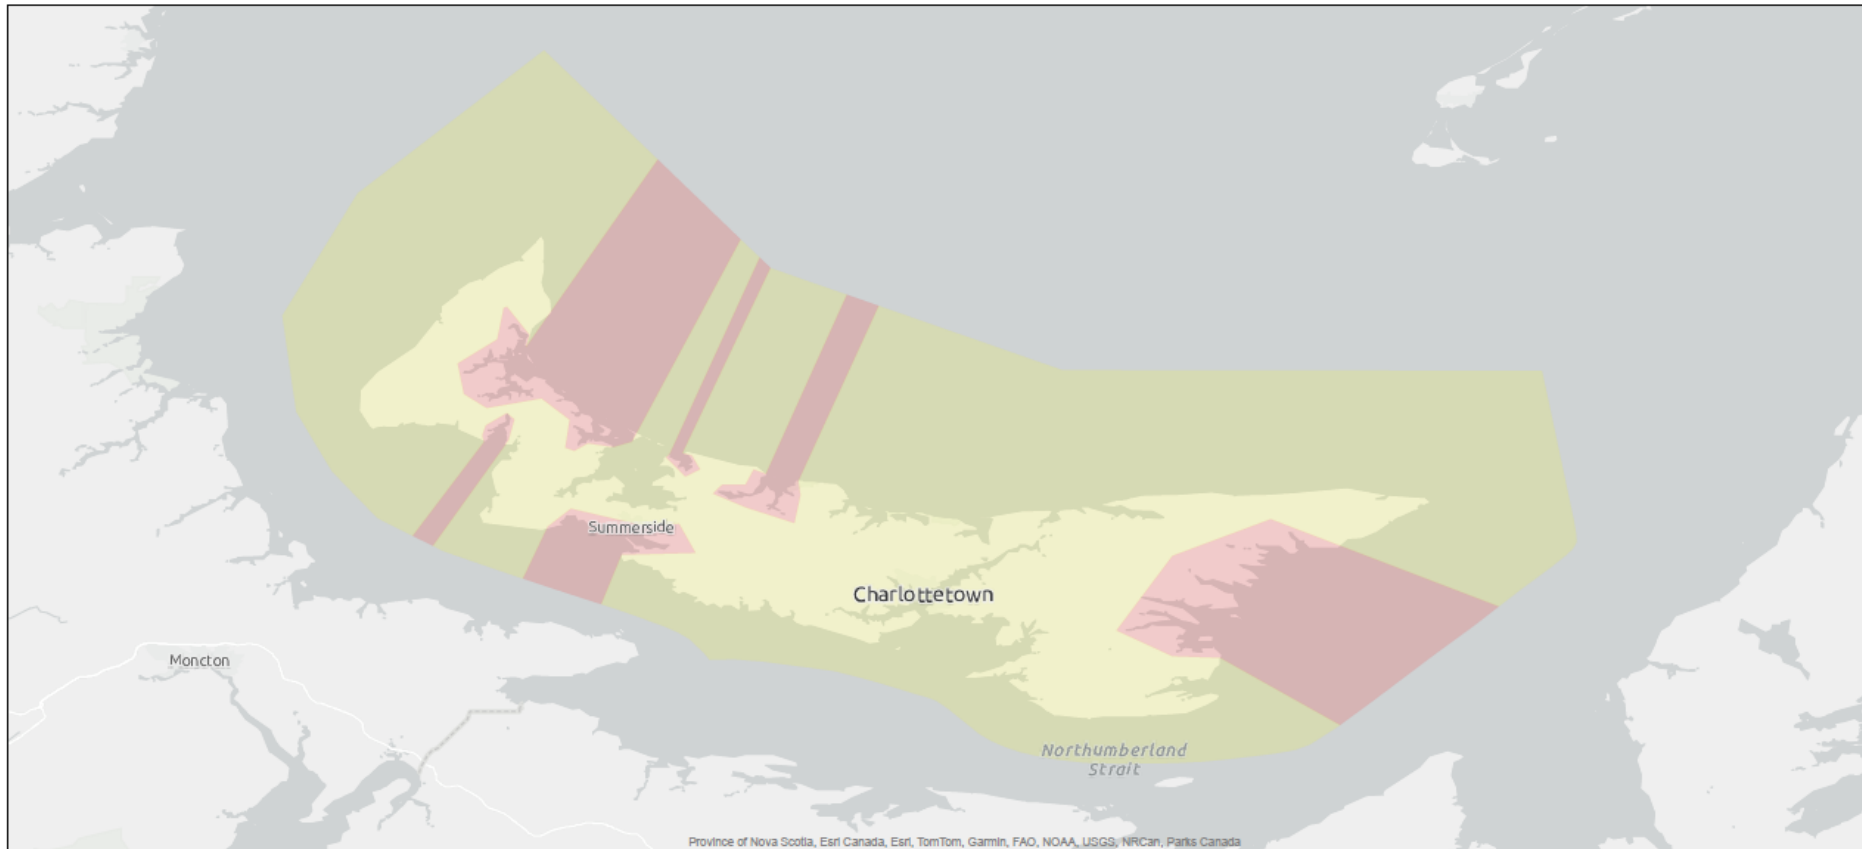 Summerside
Charlottetown
Moncton
Northumberland
Strait
Province of Nova Scotia, Esri Canada, Esri, TomTom, Garmin, FAO, NOAA, USGS, NRCan, Parks Canada